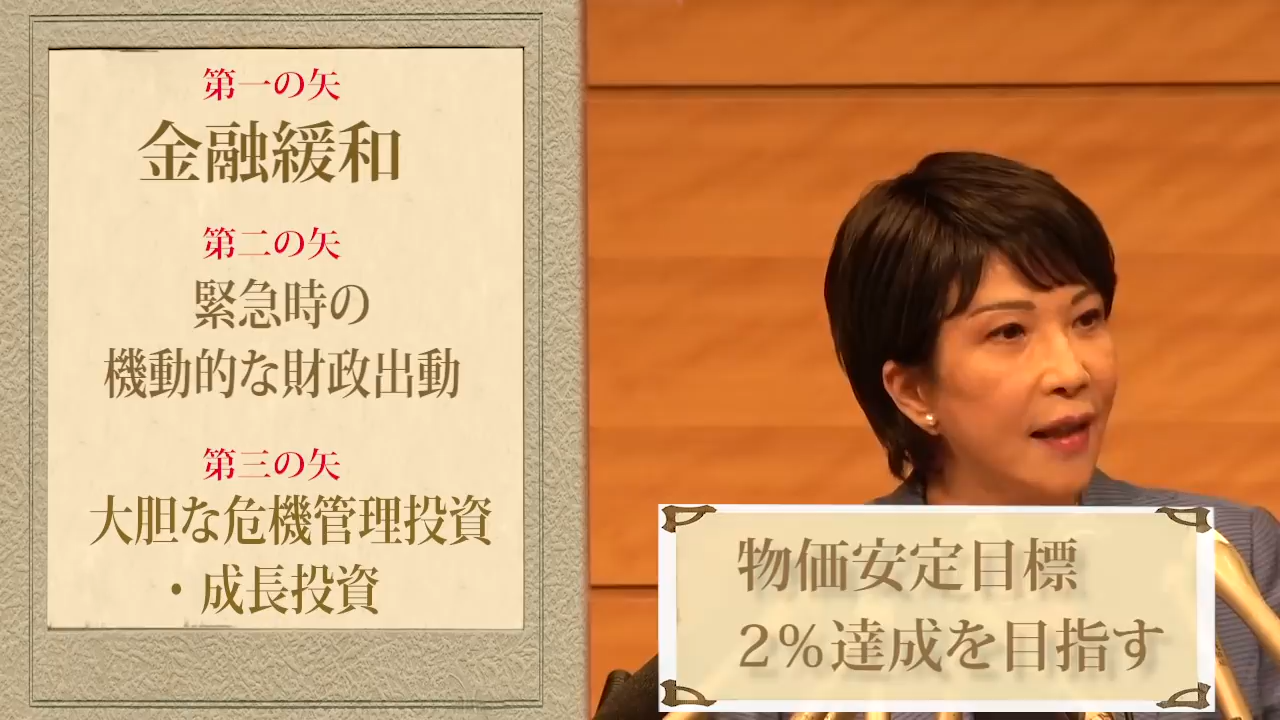 第一の矢
金融緩和
第二の矢
緊急時の
機動的な財政出動
第三の矢
大胆な危機管理投資
・成長投資
物価安定目標
2%達成を目指す